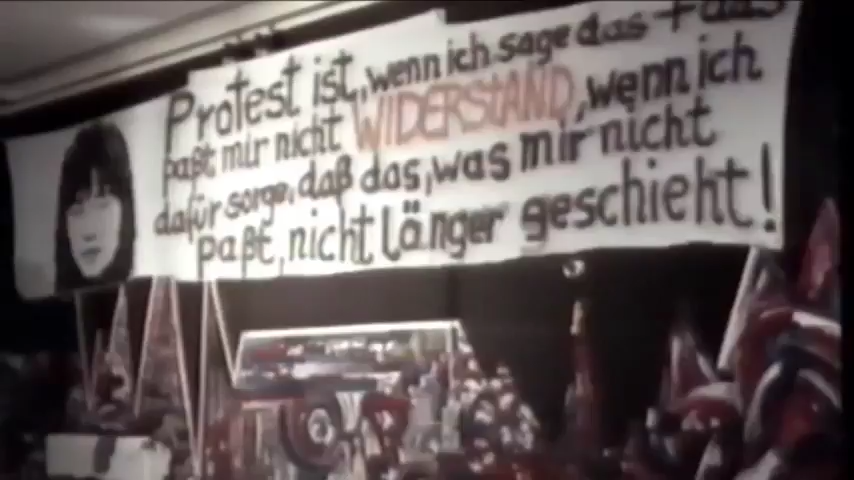 Protest ist, wenn ich sage das + das
paßt mir nicht WIDERSTAND, wenn ich
dafür sorge, daß das, was mir nicht
paßt, nicht länger geschieht!